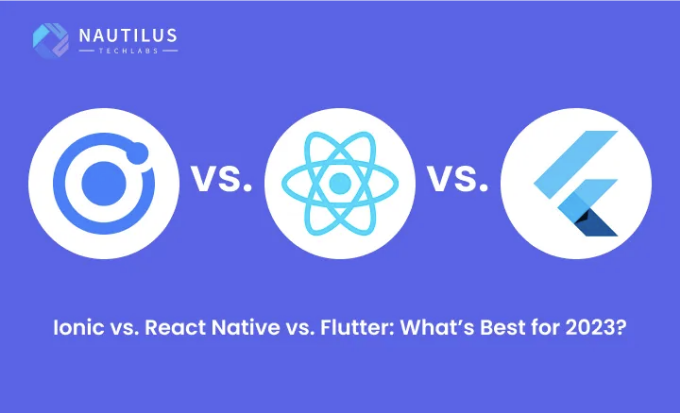 NAUTILUS
TECHLABS
vs.
vs.
Ionic vs. React Native vs. Flutter: What's Best for 2023?